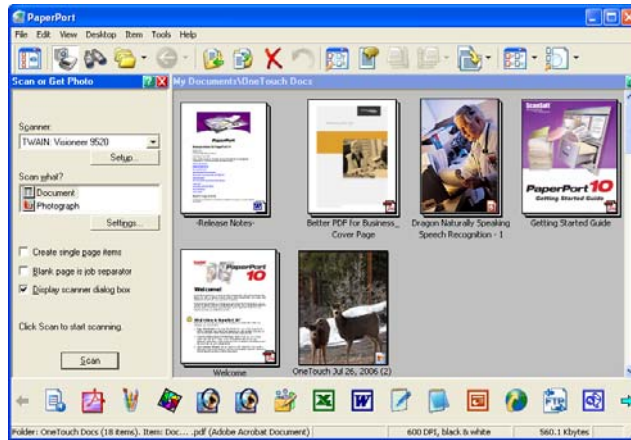 PaperPort
File Edit View Desktop Item Tools Help
Scan or Get Photo
My Documents\OneTouch Docs
Scanner:
TWAIN: Visioneer 9520
Setup...
Scan what?
Document
Photograph
Settings...
Create single page items
Blank page is job separator
Display scanner dialog box
Click Scan to start scanning.
Scan
PaperPort
-Release Notes-
Better PDF for Business_
Cover Page
Dragon Naturally Speaking
Speech Recognition - 1
ScanSoft
PaperPort 10
Getting Started Guide
Getting Started Guide
PaperPort
10
Welcome!
Welcome
OneTouch Jul 26, 2006 (2)
FTP
Folder: OneTouch Docs (18 items). Item: Doc... .pdf (Adobe Acrobat Document)
600 DPI, black & white
560.1 Kbytes